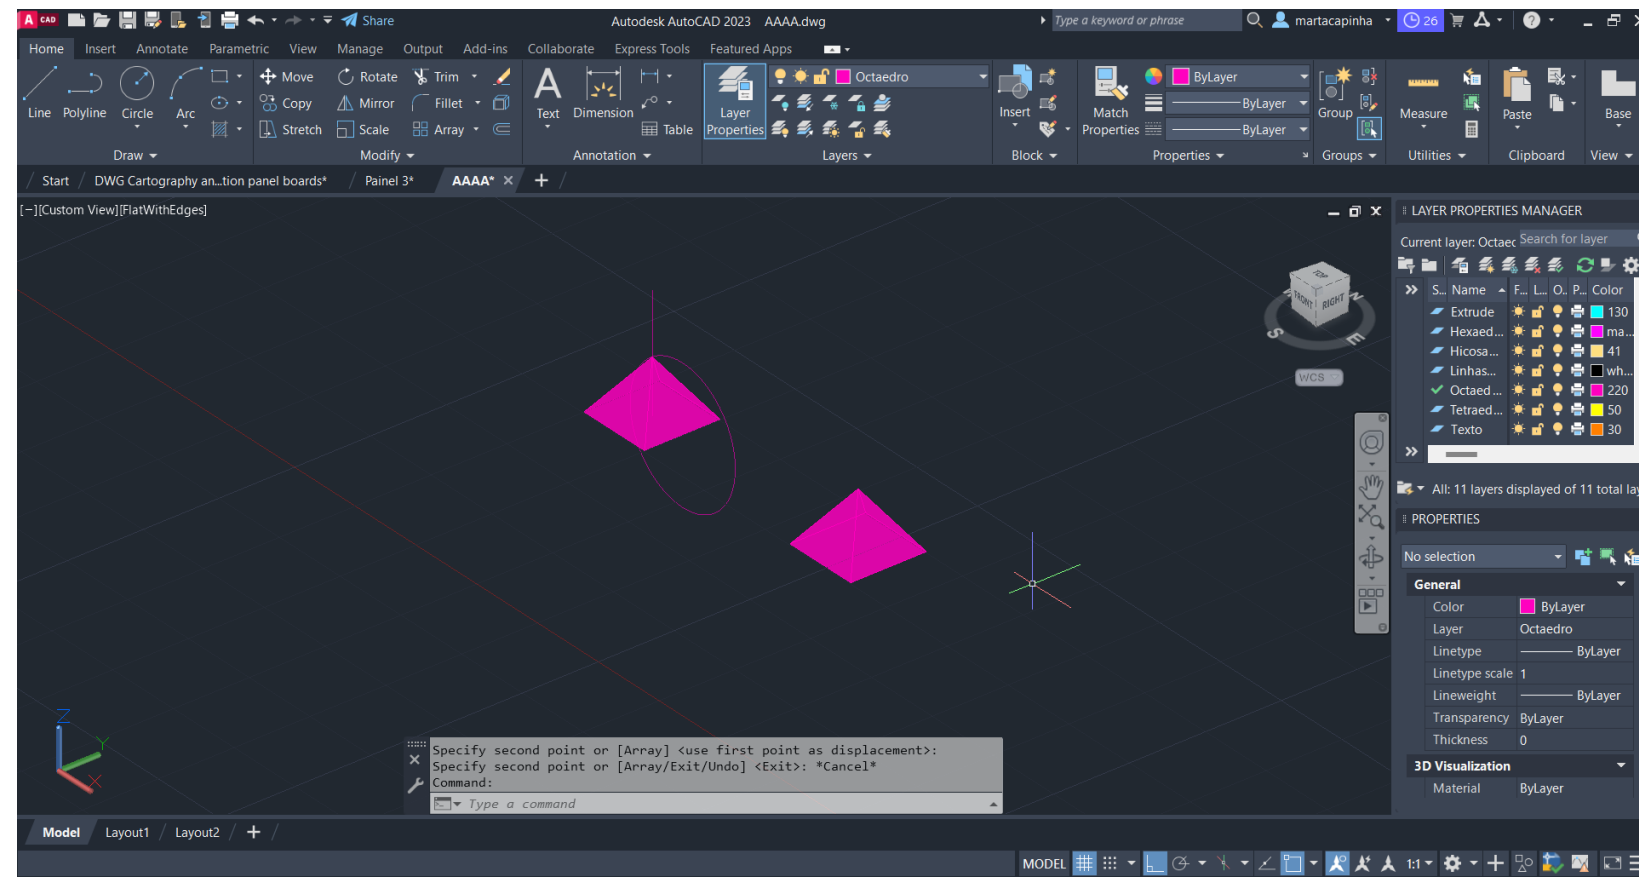 A CAD Share Autodesk AutoCAD 2023 AAAA.dwg Type a keyword or phrase martacapinha 26
Home Insert Annotate Parametric View Manage Output Add-ins Collaborate Express Tools Featured Apps
Line Polyline Circle Arc
Move Rotate Trim
Copy Mirror Fillet
Stretch Scale Array
Text Dimension Table
Layer Properties
Octaedro
Insert
Match Properties
ByLayer
ByLayer
ByLayer
Group
Measure
Paste
Base
Draw Modify Annotation Layers Block Properties Groups Utilities Clipboard View
Start DWG Cartography an...tion panel boards* Painel 3* AAAA*
[−][Custom View][FlatWithEdges]
TOP
FRONT RIGHT
N
S
E
WCS
LAYER PROPERTIES MANAGER
Current layer: Octaec Search for layer
S... Name F... L... O.. P... Color
Extrude 130
Hexaed... ma...
Hicosa... 41
Linhas... wh...
Octaed... 220
Tetraed... 50
Texto 30
All: 11 layers displayed of 11 total lay
PROPERTIES
No selection
General
Color ByLayer
Layer Octaedro
Linetype ByLayer
Linetype scale 1
Lineweight ByLayer
Transparency ByLayer
Thickness 0
3D Visualization
Material ByLayer
Z
Y
X
Specify second point or [Array] <use first point as displacement>:
Specify second point or [Array/Exit/Undo] <Exit>: *Cancel*
Command:
Type a command
Model Layout1 Layout2
MODEL 1:1